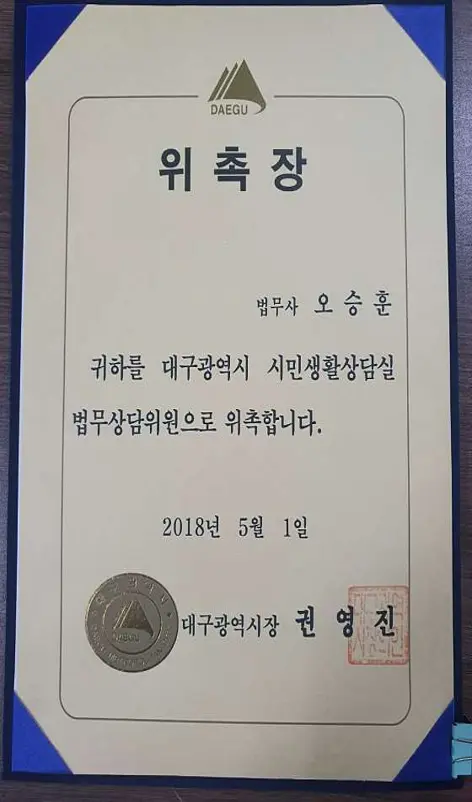 DAEGU
위촉장
법무사 오승훈
귀하를 대구광역시 시민생활상담실
법무상담위원으로 위촉합니다.
2018년 5월 1일
대구광역시장 권영진
DAEGU